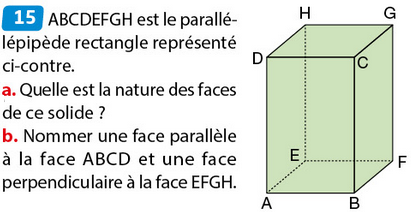 15 ABCDEFGH est le parallé-
lépipède rectangle représenté
ci-contre.
a. Quelle est la nature des faces
de ce solide ?
b. Nommer une face parallèle
à la face ABCD et une face
perpendiculaire à la face EFGH.
H G
D C
E F
A B